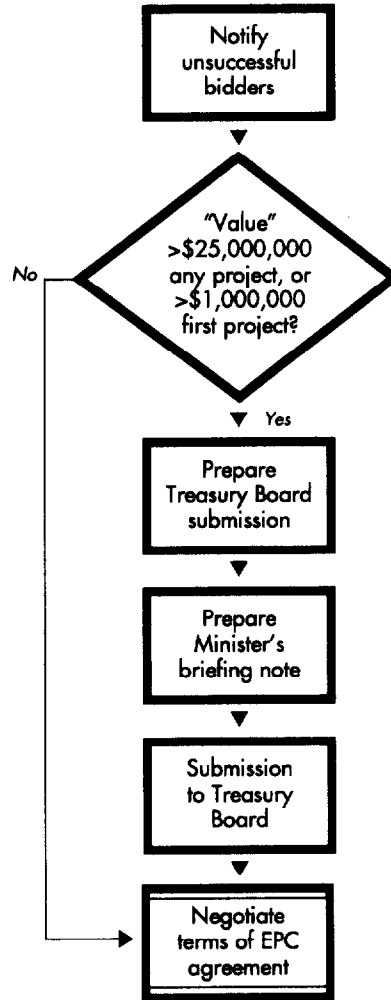 Notify
unsuccessful
bidders
"Value"
>$25,000,000
any project, or
>$1,000,000
first project?
No
Yes
Prepare
Treasury Board
submission
Prepare
Minister's
briefing note
Submission
to Treasury
Board
Negotiate
terms of EPC
agreement